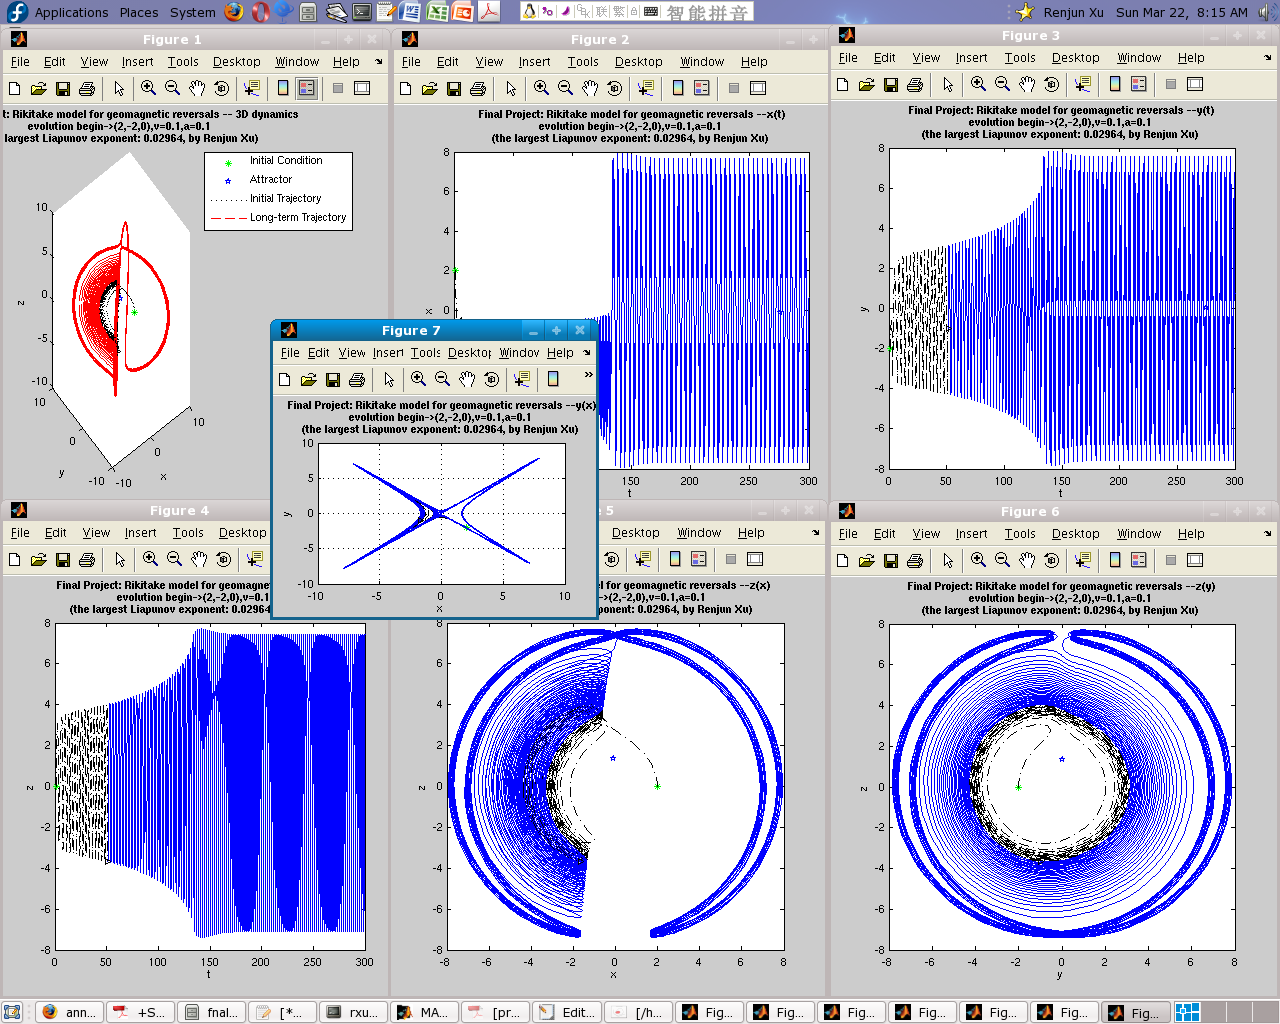 Applications Places System
智能拼音
Renjun Xu Sun Mar 22, 8:15 AM
Figure 1
File Edit View Insert Tools Desktop Window Help
t: Rikitake model for geomagnetic reversals -- 3D dynamics
evolution begin->(2,-2,0),v=0.1,a=0.1
largest Liapunov exponent: 0.02964, by Renjun Xu)
Initial Condition
Attractor
Initial Trajectory
Long-term Trajectory
10
5
0
-5
-10
z
10
0
-10
y
-10
0
10
x
Figure 2
File Edit View Insert Tools Desktop Window Help
Final Project: Rikitake model for geomagnetic reversals --x(t)
evolution begin->(2,-2,0),v=0.1,a=0.1
(the largest Liapunov exponent: 0.02964, by Renjun Xu)
8
6
4
2
0
x
150 200 250 300
t
Figure 3
File Edit View Insert Tools Desktop Window Help
Final Project: Rikitake model for geomagnetic reversals --y(t)
evolution begin->(2,-2,0),v=0.1,a=0.1
(the largest Liapunov exponent: 0.02964, by Renjun Xu)
8
6
4
2
0
-2
-4
-6
-8
y
0 50 100 150 200 250 300
t
Figure 7
File Edit View Insert Tools Desktop Window Help
Final Project: Rikitake model for geomagnetic reversals --y(x)
evolution begin->(2,-2,0),v=0.1,a=0.1
(the largest Liapunov exponent: 0.02964, by Renjun Xu)
10
5
0
-5
-10
y
-10 -5 0 5 10
x
Figure 4
File Edit View Insert Tools Desktop
Final Project: Rikitake model for geomagnetic
evolution begin->(2,-2,0),v=0.1
(the largest Liapunov exponent: 0.02964
8
6
4
2
0
-2
-4
-6
-8
z
0 50 100 150 200 250 300
t
5
Desktop Window Help
el for geomagnetic reversals --z(x)
->(2,-2,0),v=0.1,a=0.1
ponent: 0.02964, by Renjun Xu)
8
6
4
2
0
-2
-4
-6
-8
z
-8 -6 -4 -2 0 2 4 6 8
x
Figure 6
File Edit View Insert Tools Desktop Window Help
Final Project: Rikitake model for geomagnetic reversals --z(y)
evolution begin->(2,-2,0),v=0.1,a=0.1
(the largest Liapunov exponent: 0.02964, by Renjun Xu)
8
6
4
2
0
-2
-4
-6
-8
z
-8 -6 -4 -2 0 2 4 6 8
y
ann... +S... fnal... [*... rxu... MA... [pr... Edit... [/h... Fig... Fig... Fig... Fig... Fig... Fig... Fig...